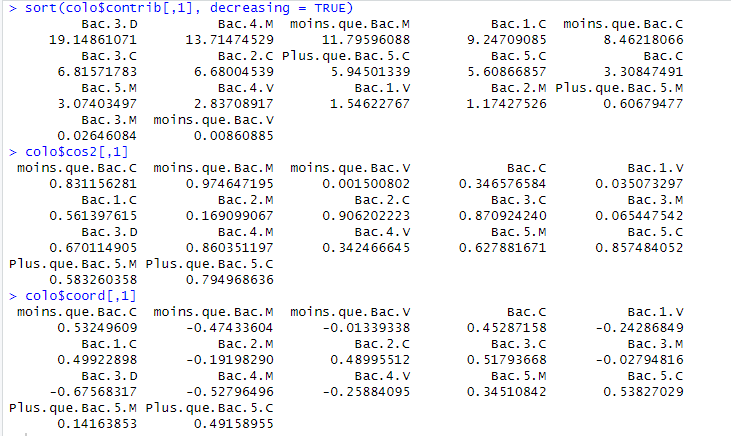 > sort(colo$contrib[,1], decreasing = TRUE)
Bac.3.D Bac.4.M moins.que.Bac.M Bac.1.C moins.que.Bac.C
19.14861071 13.71474529 11.79596088 9.24709085 8.46218066
Bac.3.C Bac.2.C Plus.que.Bac.5.C Bac.5.C Bac.C
6.81571783 6.68004539 5.94501339 5.60866857 3.30847491
Bac.5.M Bac.4.V Bac.1.V Bac.2.M Plus.que.Bac.5.M
3.07403497 2.83708917 1.54622767 1.17427526 0.60679477
Bac.3.M moins.que.Bac.V
0.02646084 0.00860885
> colo$cos2[,1]
moins.que.Bac.C moins.que.Bac.M moins.que.Bac.V Bac.C Bac.1.V
0.831156281 0.974647195 0.001500802 0.346576584 0.035073297
Bac.1.C Bac.2.M Bac.2.C Bac.3.C Bac.3.M
0.561397615 0.169099067 0.906202223 0.870924240 0.065447542
Bac.3.D Bac.4.M Bac.4.V Bac.5.M Bac.5.C
0.670114905 0.860351197 0.342466645 0.627881671 0.857484052
Plus.que.Bac.5.M Plus.que.Bac.5.C
0.583260358 0.794968636
> colo$coord[,1]
moins.que.Bac.C moins.que.Bac.M moins.que.Bac.V Bac.C Bac.1.V
0.53249609 -0.47433604 -0.01339338 0.45287158 -0.24286849
Bac.1.C Bac.2.M Bac.2.C Bac.3.C Bac.3.M
0.49922898 -0.19198290 0.48995512 0.51793668 -0.02794816
Bac.3.D Bac.4.M Bac.4.V Bac.5.M Bac.5.C
-0.67568317 -0.52796496 -0.25884095 0.34510842 0.53827029
Plus.que.Bac.5.M Plus.que.Bac.5.C
0.14163853 0.49158955